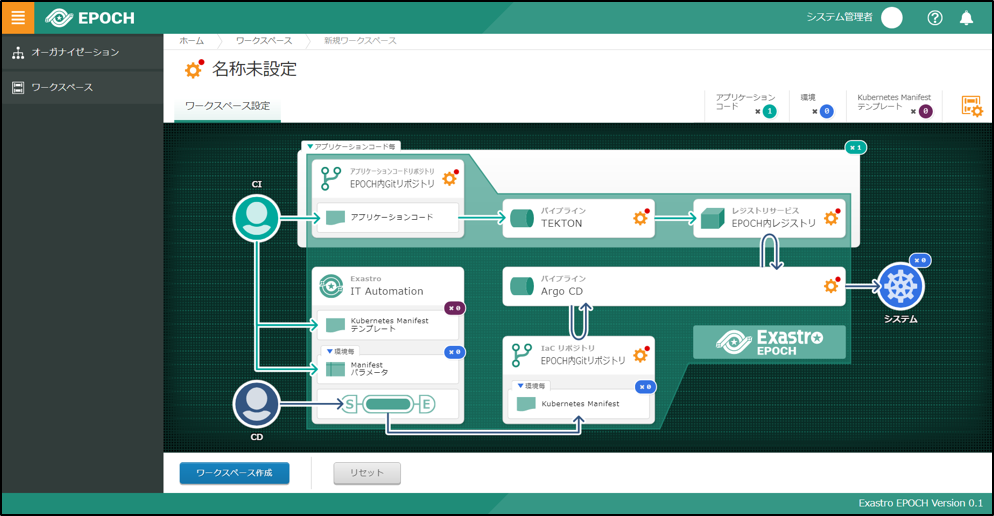 EPOCH
システム管理者
オーガナイゼーション
ワークスペース
ホーム
ワークスペース
新規ワークスペース
名称未設定
ワークスペース設定
アプリケーション
コード
× 1
環境
× 0
Kubernetes Manifest
テンプレート
× 0
▼アプリケーションコード毎
× 1
CI
アプリケーションコードリポジトリ
EPOCH内Gitリポジトリ
アプリケーションコード
パイプライン
TEKTON
レジストリサービス
EPOCH内レジストリ
Exastro
IT Automation
× 0
Kubernetes Manifest
テンプレート
▼環境毎
× 0
Manifest
パラメータ
S
E
CD
パイプライン
Argo CD
× 0
システム
IaC リポジトリ
EPOCH内Gitリポジトリ
▼環境毎
× 0
Kubernetes Manifest
Exastro
EPOCH
ワークスペース作成
リセット
Exastro EPOCH Version 0.1